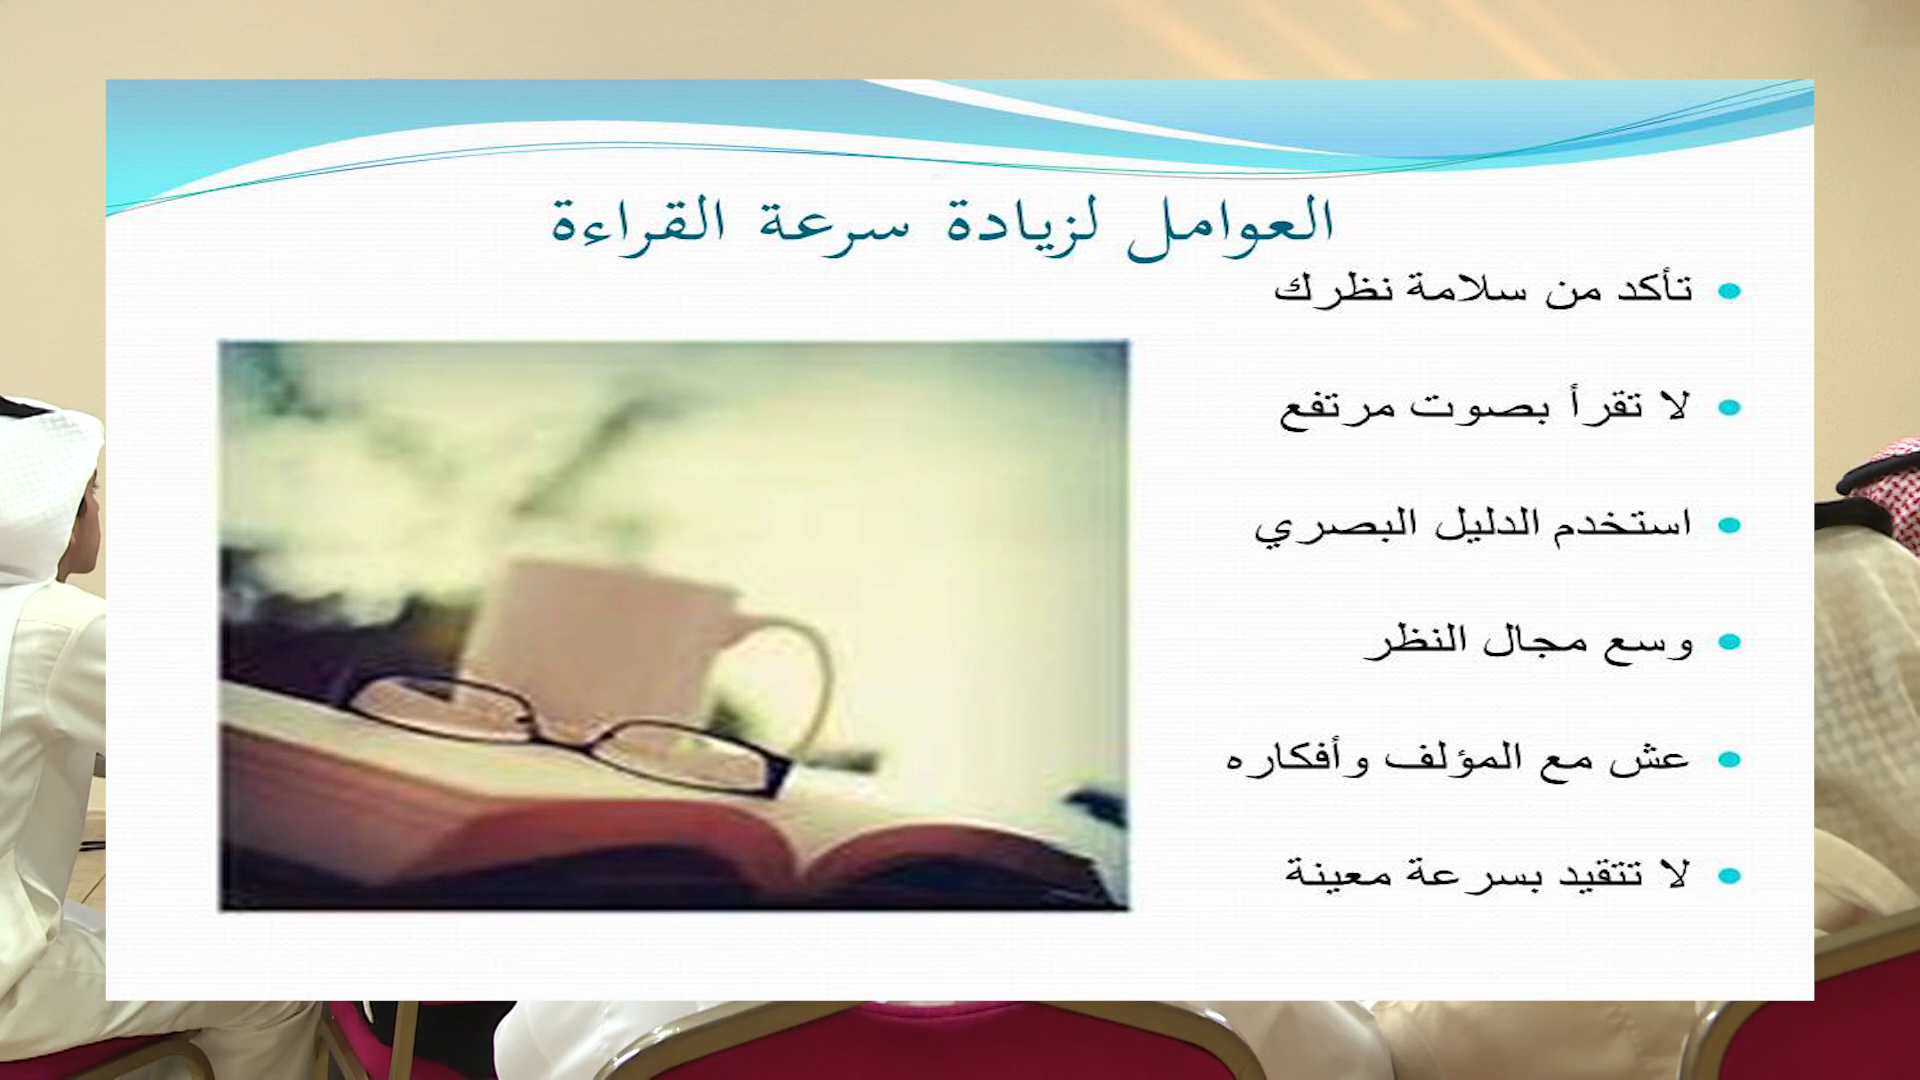 العوامل لزيادة سرعة القراءة
تأكد من سلامة نظرك
لا تقرأ بصوت مرتفع
استخدم الدليل البصري
وسع مجال النظر
عش مع المؤلف وأفكاره
لا تتقيد بسرعة معينة